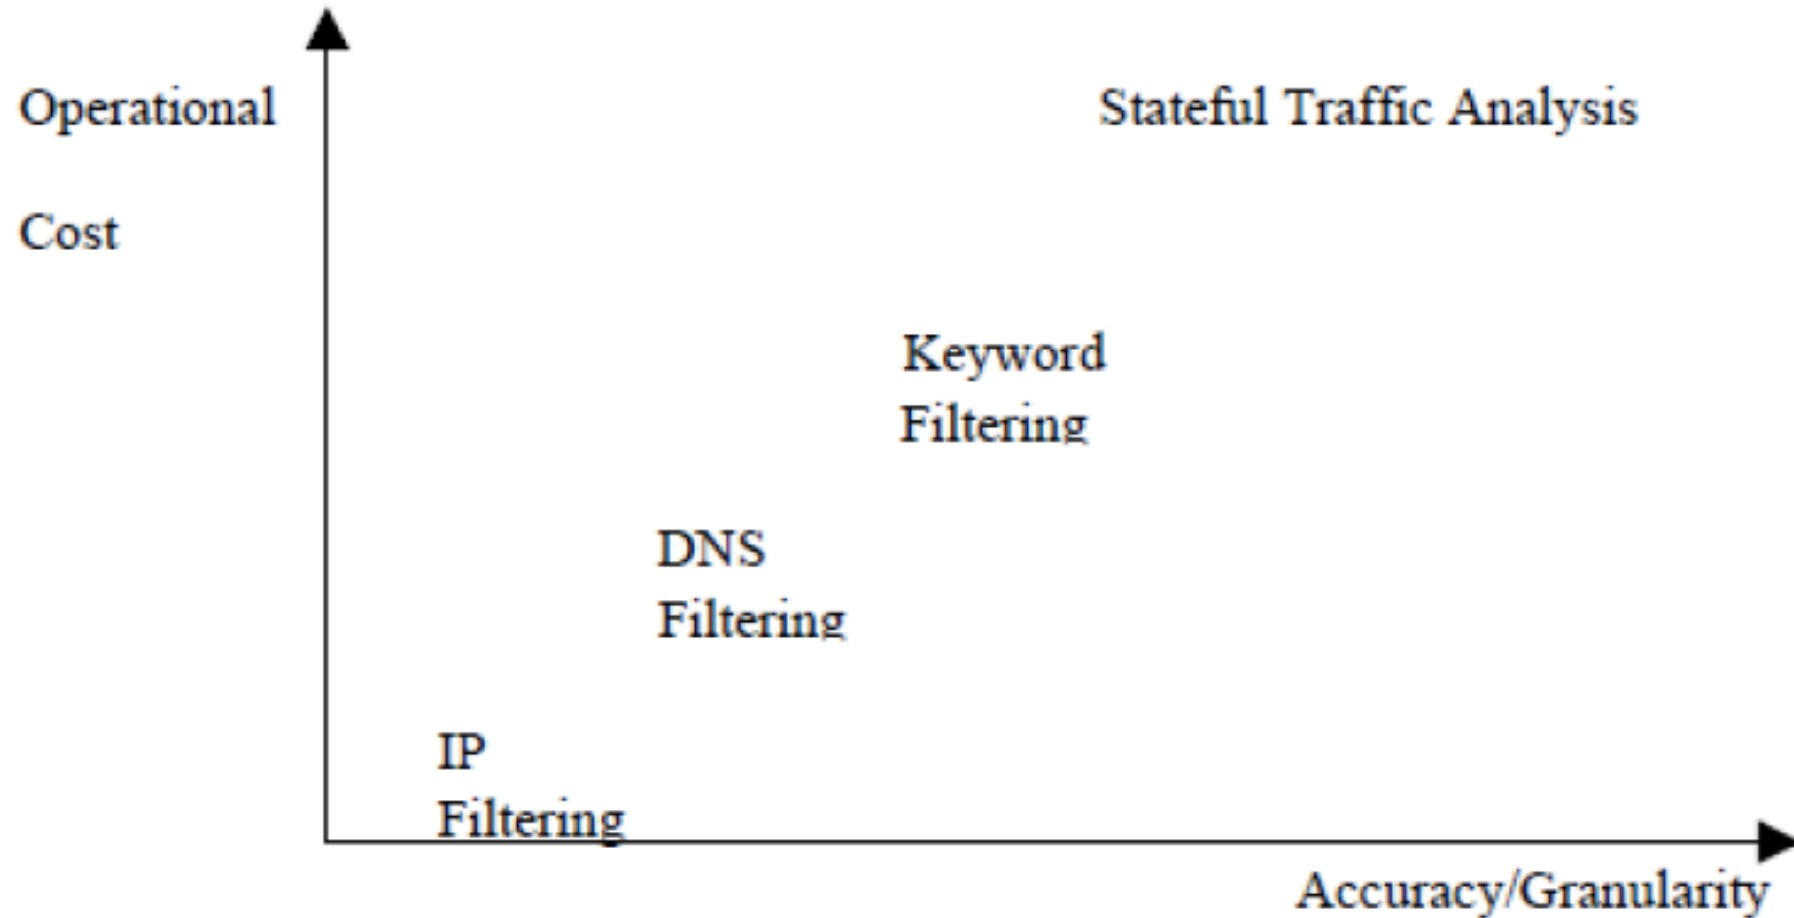 Operational
Cost
Stateful Traffic Analysis
Keyword
Filtering
DNS
Filtering
IP
Filtering
Accuracy/Granularity